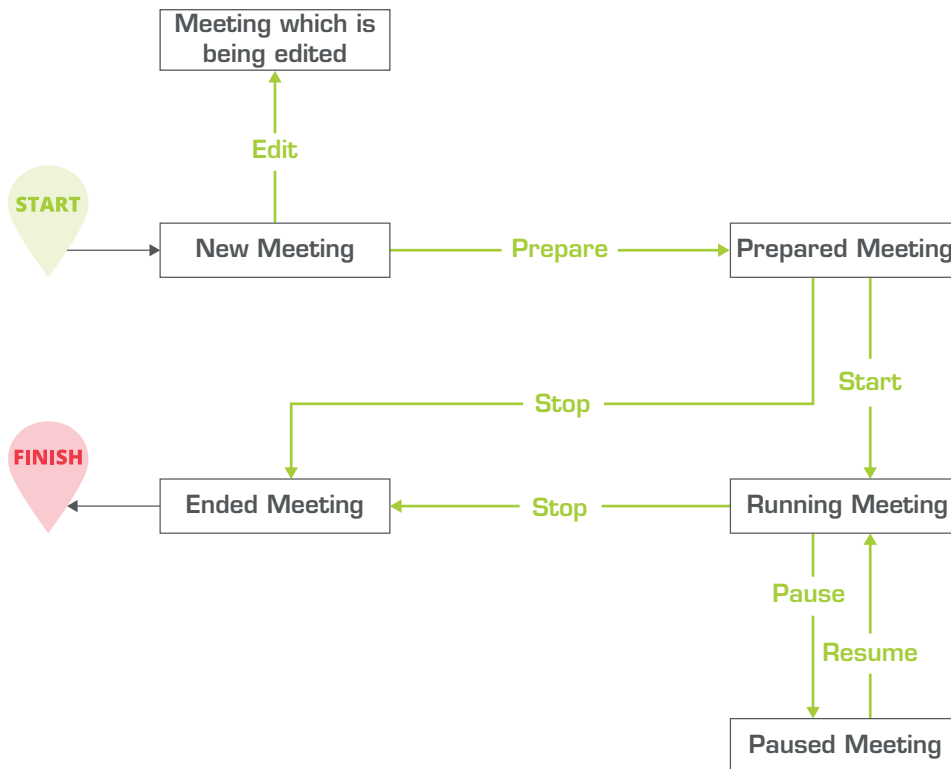 Meeting which is
being edited
Edit
START
New Meeting
Prepare
Prepared Meeting
Start
Stop
FINISH
Ended Meeting
Stop
Running Meeting
Pause
Resume
Paused Meeting